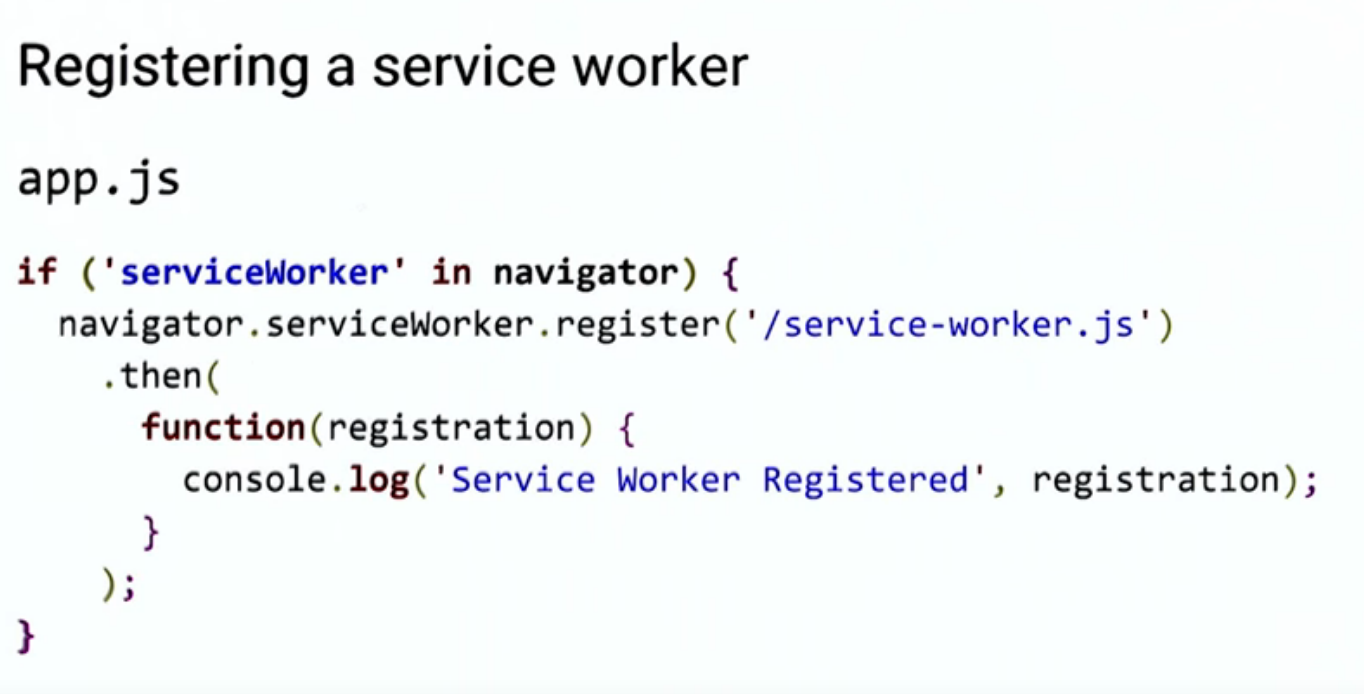 Registering a service worker
app.js
if ('serviceWorker' in navigator) {
  navigator.serviceWorker.register('/service-worker.js')
    .then(
      function(registration) {
        console.log('Service Worker Registered', registration);
      }
    );
}